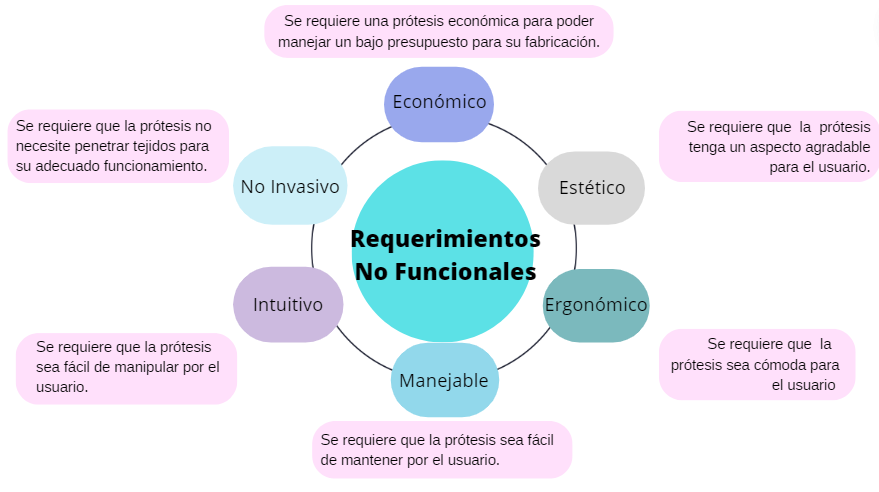 Se requiere una prótesis económica para poder
manejar un bajo presupuesto para su fabricación.
Económico
Se requiere que la prótesis no
necesite penetrar tejidos para
su adecuado funcionamiento.
No Invasivo
Se requiere que la prótesis
tenga un aspecto agradable
para el usuario.
Estético
Requerimientos
No Funcionales
Intuitivo
Se requiere que la prótesis
sea fácil de manipular por el
usuario.
Ergonómico
Se requiere que la
prótesis sea cómoda para
el usuario
Manejable
Se requiere que la prótesis sea fácil
de mantener por el usuario.